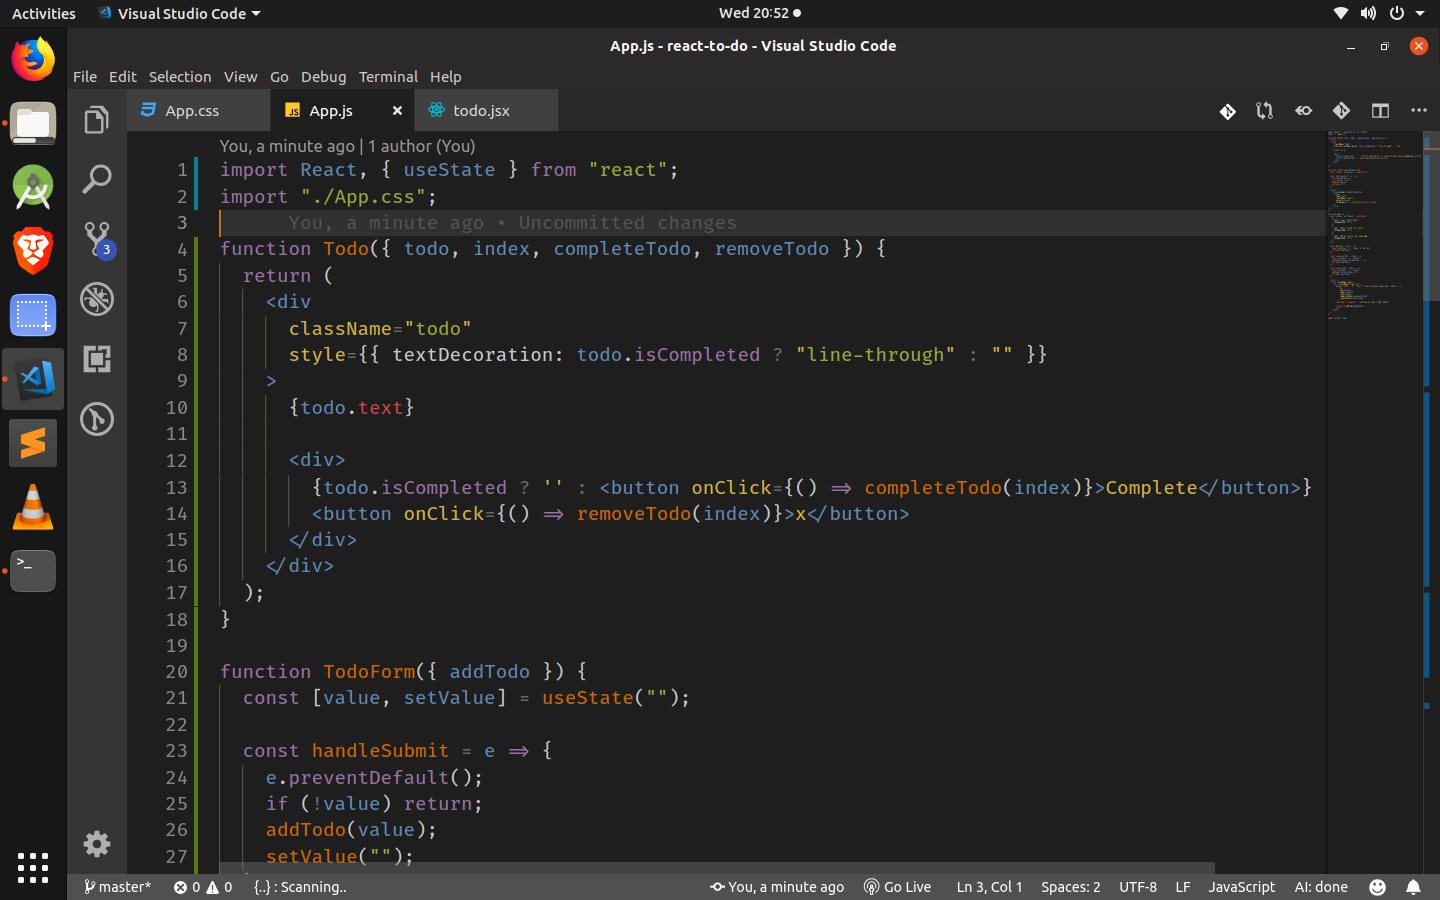 Activities Visual Studio Code Wed 20:52
App.js - react-to-do - Visual Studio Code
File Edit Selection View Go Debug Terminal Help
App.css JS App.js todo.jsx
You, a minute ago | 1 author (You)
1 import React, { useState } from "react";
2 import "./App.css";
3 You, a minute ago • Uncommitted changes
4 function Todo({ todo, index, completeTodo, removeTodo }) {
5 return (
6 <div
7 className="todo"
8 style={{ textDecoration: todo.isCompleted ? "line-through" : "" }}
9 >
10 {todo.text}
11
12 <div>
13 {todo.isCompleted ? '' : <button onClick={() => completeTodo(index)}>Complete</button>}
14 <button onClick={() => removeTodo(index)}>x</button>
15 </div>
16 </div>
17 );
18 }
19
20 function TodoForm({ addTodo }) {
21 const [value, setValue] = useState("");
22
23 const handleSubmit = e => {
24 e.preventDefault();
25 if (!value) return;
26 addTodo(value);
27 setValue("");
3
>_
master* 0 0 {..} : Scanning.. You, a minute ago Go Live Ln 3, Col 1 Spaces: 2 UTF-8 LF JavaScript AI: done